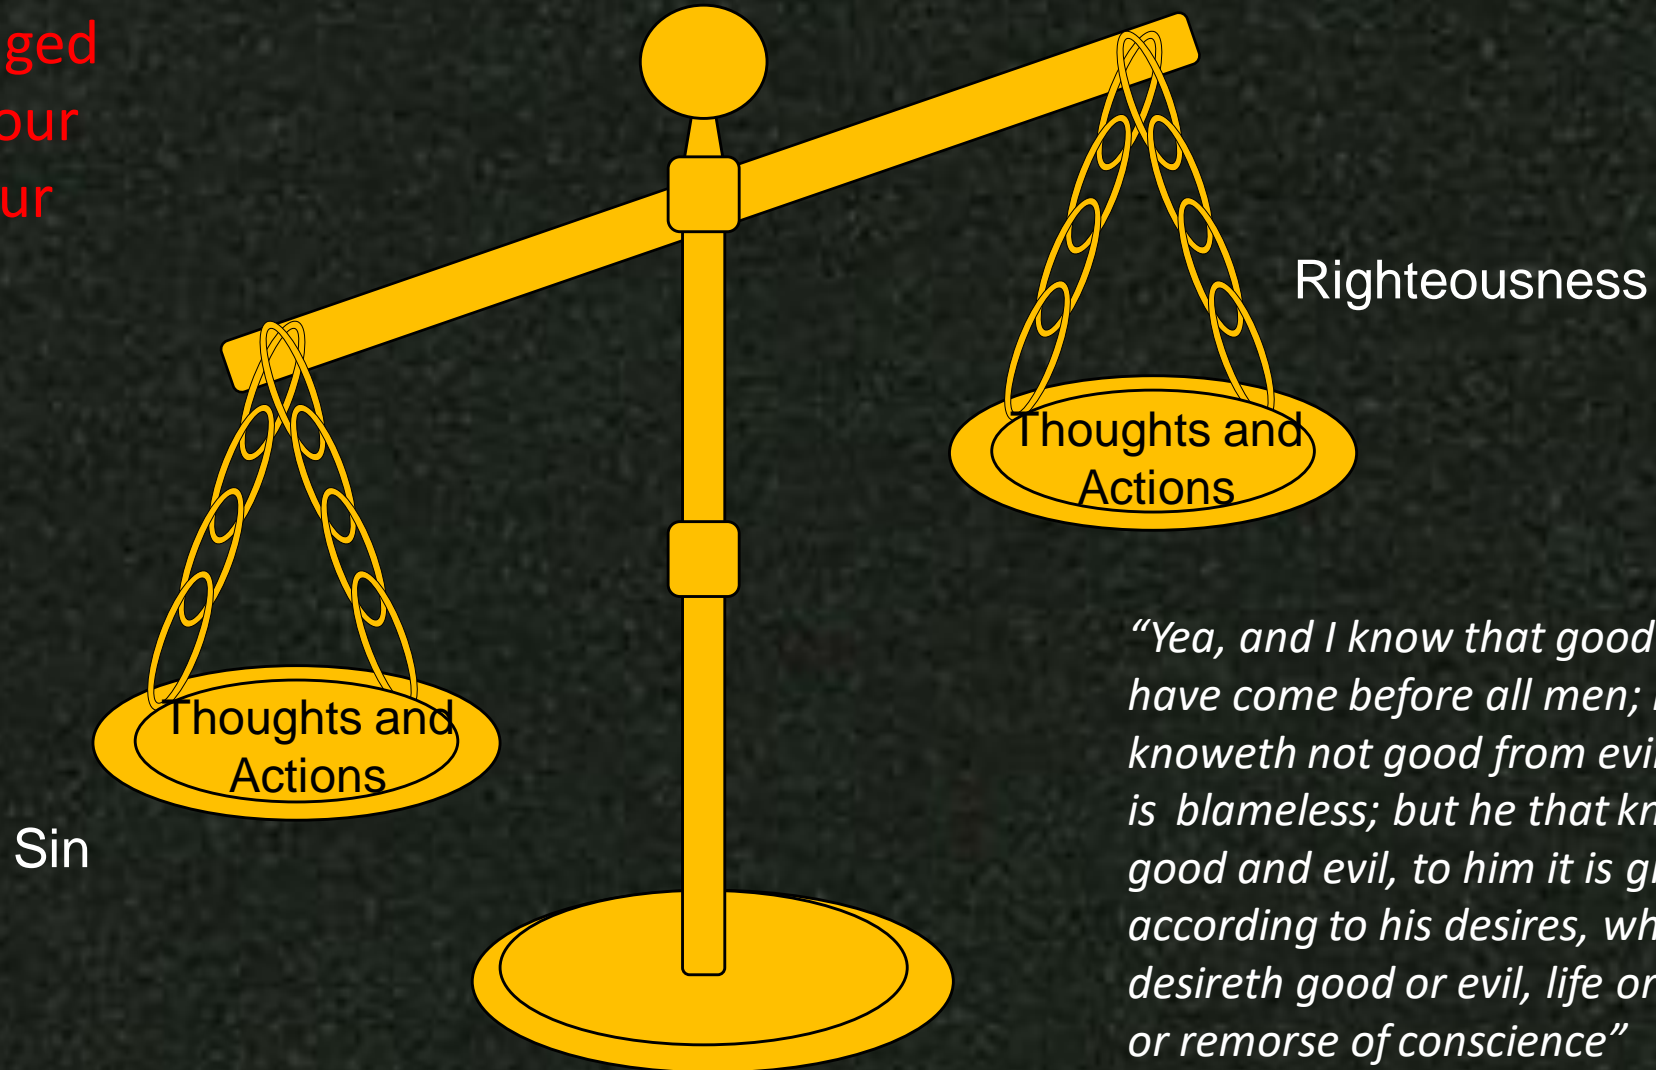 ged
our
ur
Righteousness
Thoughts and
Actions
Thoughts and
Actions
Sin
“Yea, and I know that good
have come before all men;
knoweth not good from evil
is blameless; but he that kn
good and evil, to him it is gi
according to his desires, wh
desireth good or evil, life or
or remorse of conscience”